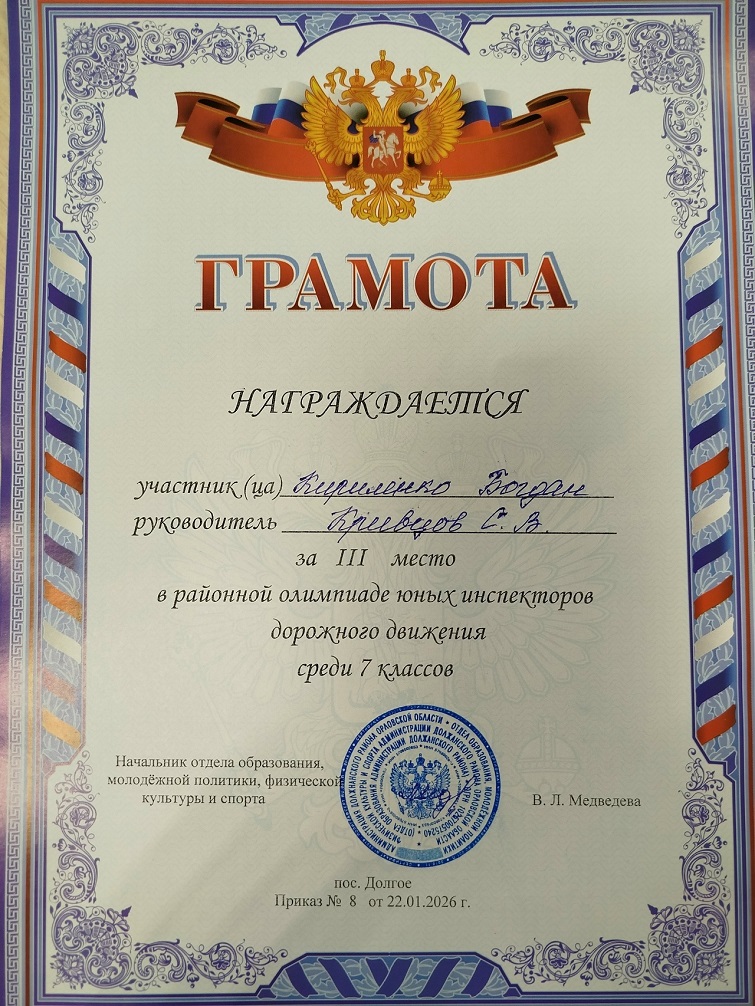 ГРАМОТА
НАГРАЖДАЕТСЯ
участник (ца) Кириленко Богдан
руководитель Кривцов С. В.
за III место
в районной олимпиаде юных инспекторов
дорожного движения
среди 7 классов
Начальник отдела образования,
молодёжной политики, физической
культуры и спорта
В. Л. Медведева
пос. Долгое
Приказ № 8 от 22.01.2026 г.